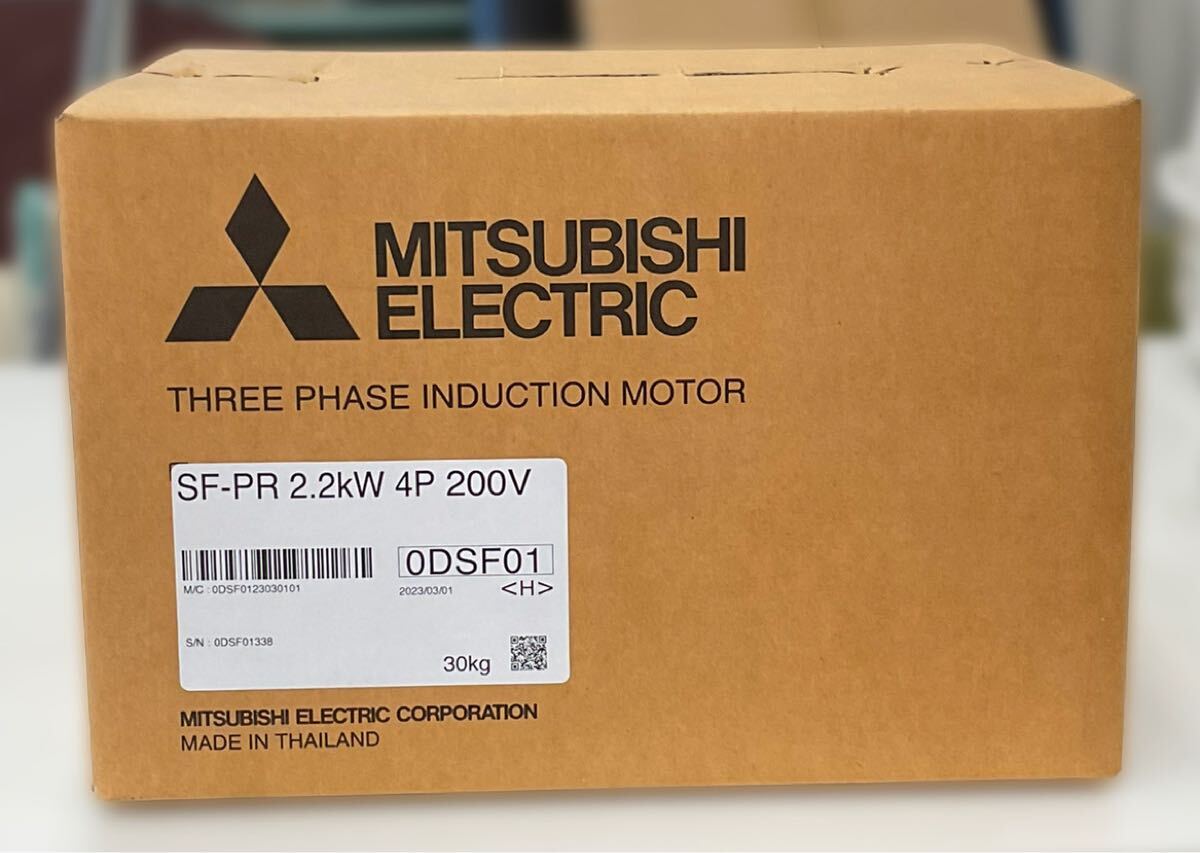 MITSUBISHI
ELECTRIC
THREE PHASE INDUCTION MOTOR
SF-PR 2.2kW 4P 200V
0DSF01
M/C : 0DSF0123030101
2023/03/01
<H>
S/N : 0DSF01338
30kg
MITSUBISHI ELECTRIC CORPORATION
MADE IN THAILAND